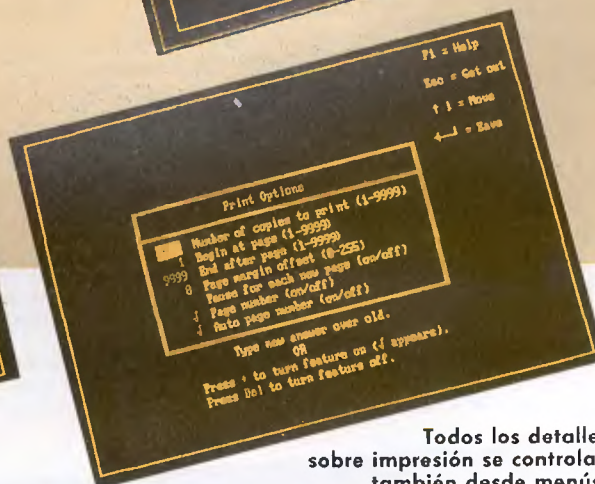 F1 = Help
Esc = Get out
↑ ↓ = Move
←┘ = Save
Print Options
Number of copies to print (1-9999)
1 Begin at page (1-9999)
9999 End after page (1-9999)
0 Page margin offset (0-255)
Pause for each new page (on/off)
√ Page number (on/off)
√ Auto page number (on/off)
Type new answer over old.
OR
Press + to turn feature on (√ appears).
Press Del to turn feature off.
Todos los detalle
sobre impresión se controla
también desde menús